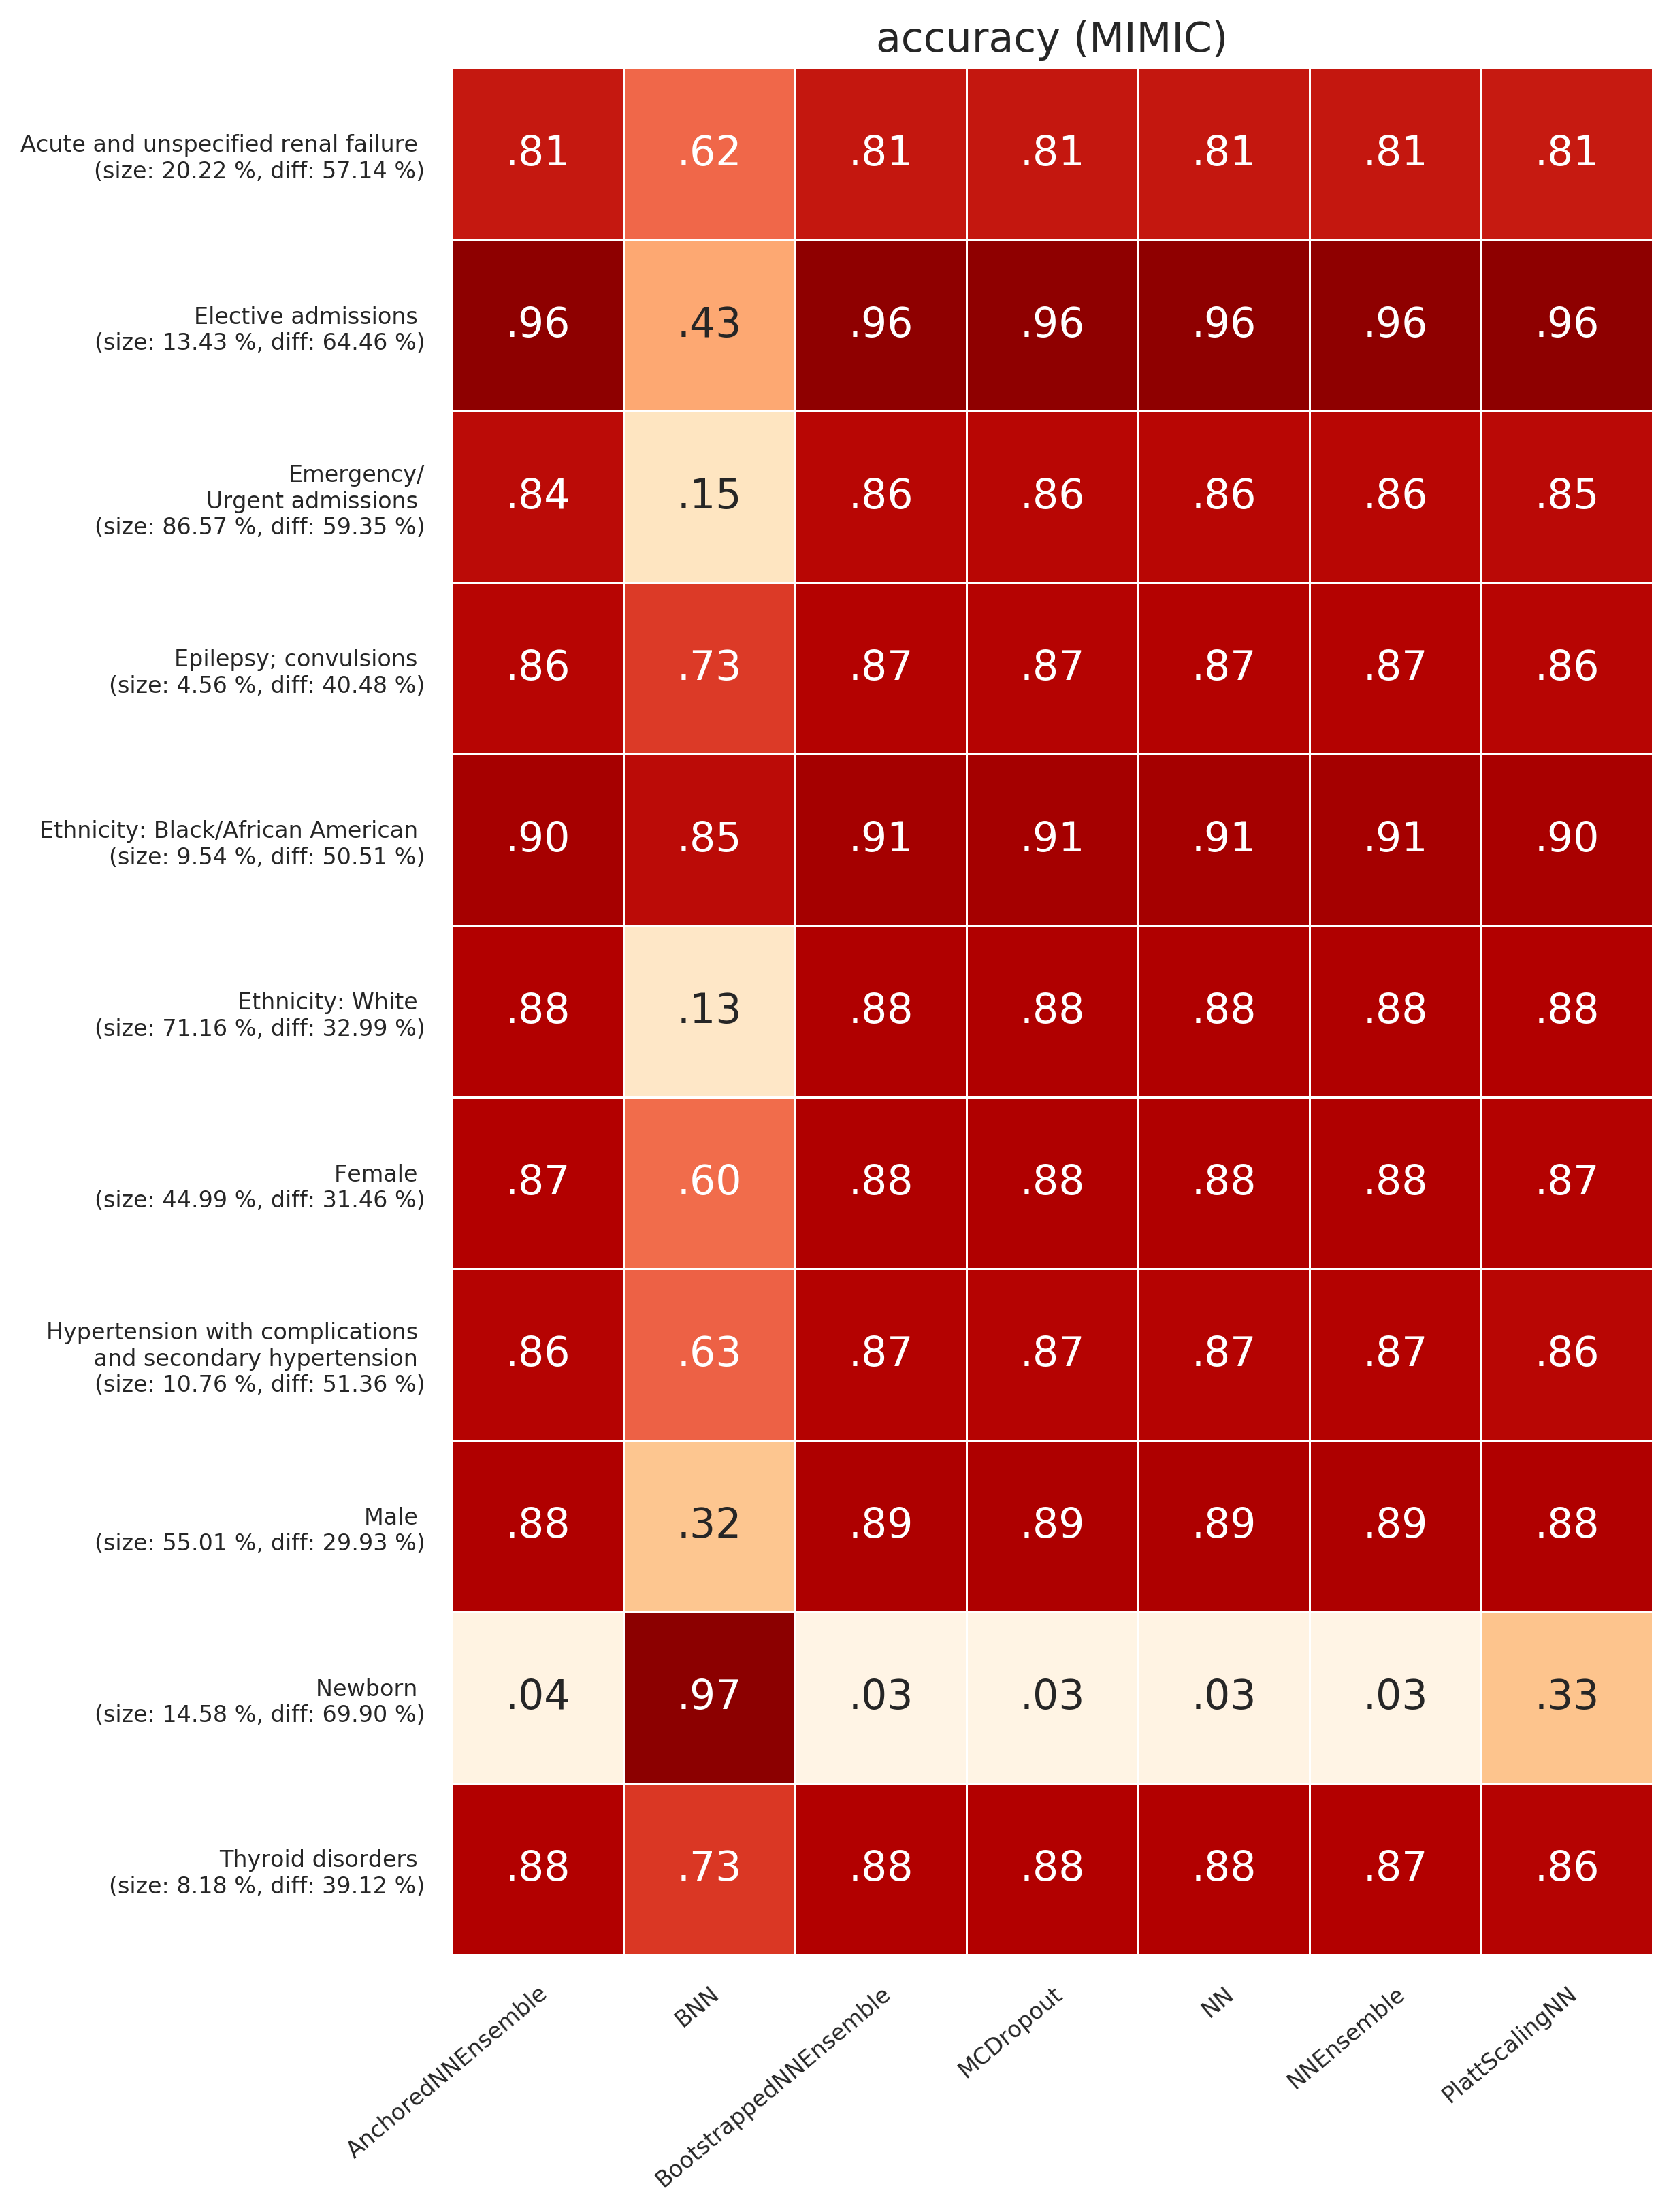 accuracy (MIMIC)
Acute and unspecified renal failure
(size: 20.22 %, diff: 57.14 %)
.81 .62 .81 .81 .81 .81 .81
Elective admissions
(size: 13.43 %, diff: 64.46 %)
.96 .43 .96 .96 .96 .96 .96
Emergency/
Urgent admissions
(size: 86.57 %, diff: 59.35 %)
.84 .15 .86 .86 .86 .86 .85
Epilepsy; convulsions
(size: 4.56 %, diff: 40.48 %)
.86 .73 .87 .87 .87 .87 .86
Ethnicity: Black/African American
(size: 9.54 %, diff: 50.51 %)
.90 .85 .91 .91 .91 .91 .90
Ethnicity: White
(size: 71.16 %, diff: 32.99 %)
.88 .13 .88 .88 .88 .88 .88
Female
(size: 44.99 %, diff: 31.46 %)
.87 .60 .88 .88 .88 .88 .87
Hypertension with complications
and secondary hypertension
(size: 10.76 %, diff: 51.36 %)
.86 .63 .87 .87 .87 .87 .86
Male
(size: 55.01 %, diff: 29.93 %)
.88 .32 .89 .89 .89 .89 .88
Newborn
(size: 14.58 %, diff: 69.90 %)
.04 .97 .03 .03 .03 .03 .33
Thyroid disorders
(size: 8.18 %, diff: 39.12 %)
.88 .73 .88 .88 .88 .87 .86
AnchoredNNEnsemble
BNN
BootstrappedNNEnsemble
MCDropout
NN
NNEnsemble
PlattScalingNN